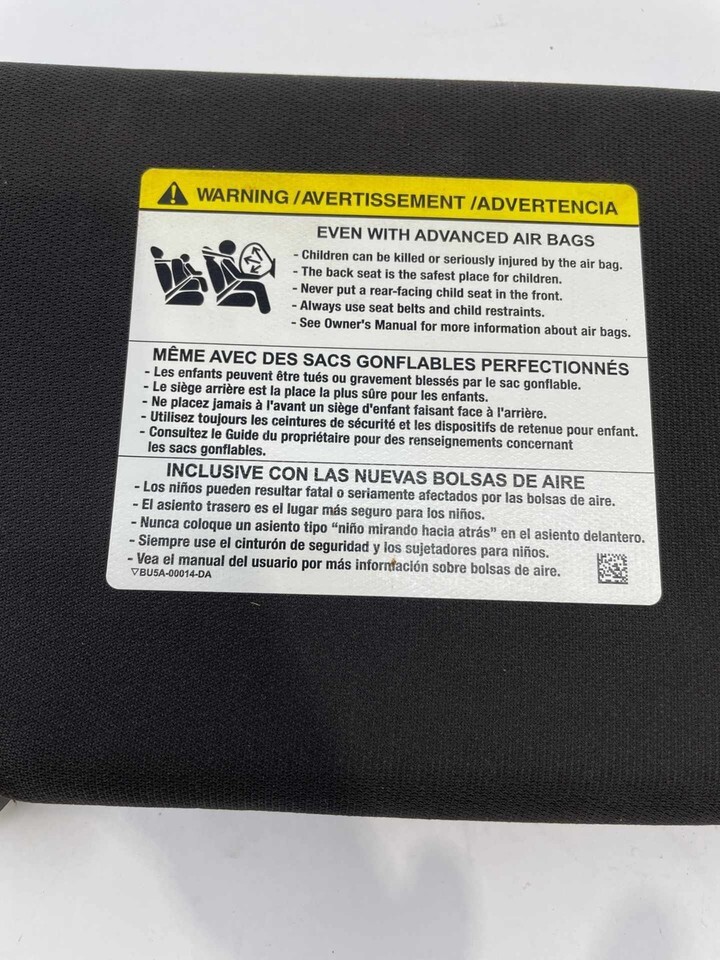 WARNING /AVERTISSEMENT /ADVERTENCIA
EVEN WITH ADVANCED AIR BAGS
- Children can be killed or seriously injured by the air bag.
- The back seat is the safest place for children.
- Never put a rear-facing child seat in the front.
- Always use seat belts and child restraints.
- See Owner's Manual for more information about air bags.
MÊME AVEC DES SACS GONFLABLES PERFECTIONNÉS
- Les enfants peuvent être tués ou gravement blessés par le sac gonflable.
- Le siège arrière est la place la plus sûre pour les enfants.
- Ne placez jamais à l'avant un siège d'enfant faisant face à l'arrière.
- Utilisez toujours les ceintures de sécurité et les dispositifs de retenue pour enfant.
- Consultez le Guide du propriétaire pour des renseignements concernant
les sacs gonflables.
INCLUSIVE CON LAS NUEVAS BOLSAS DE AIRE
- Los niños pueden resultar fatal o seriamente afectados por las bolsas de aire.
- El asiento trasero es el lugar más seguro para los niños.
- Nunca coloque un asiento tipo “niño mirando hacia atrás” en el asiento delantero.
- Siempre use el cinturón de seguridad y los sujetadores para niños.
- Vea el manual del usuario por más información sobre bolsas de aire.
▽BU5A-00014-DA